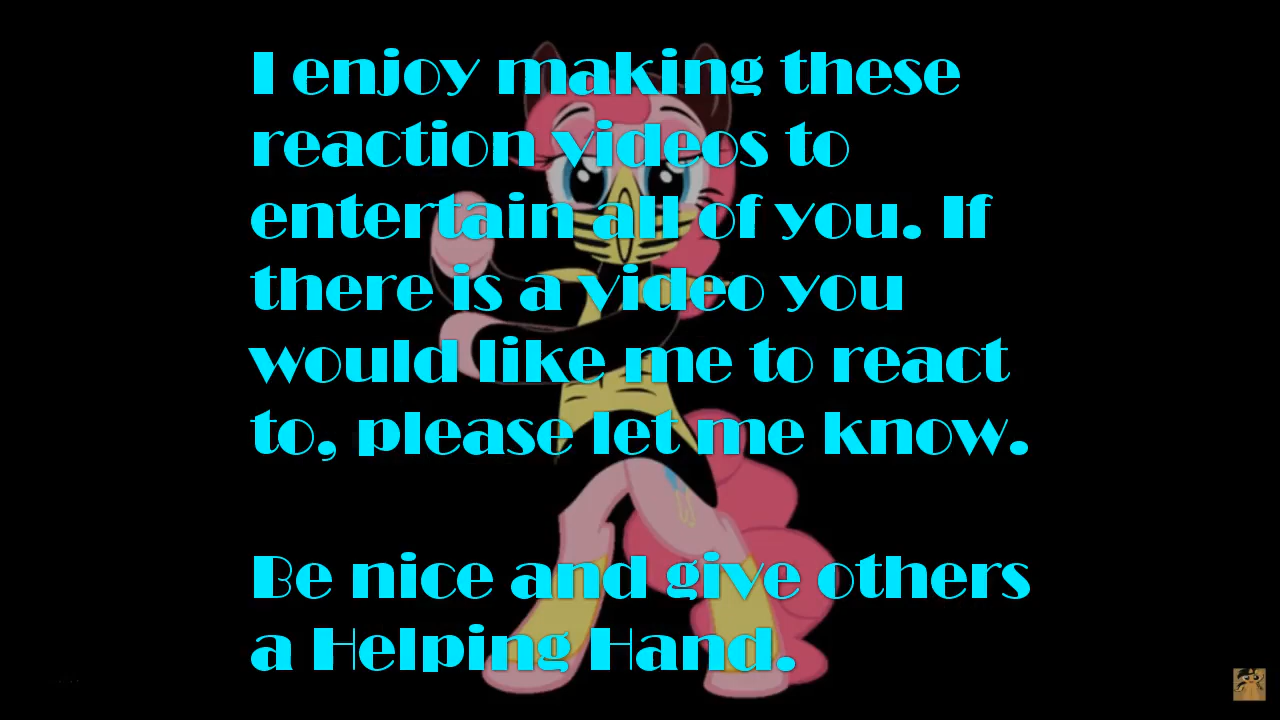 I enjoy making these
reaction videos to
entertain all of you. If
there is a video you
would like me to react
to, please let me know.
Be nice and give others
a Helping Hand.